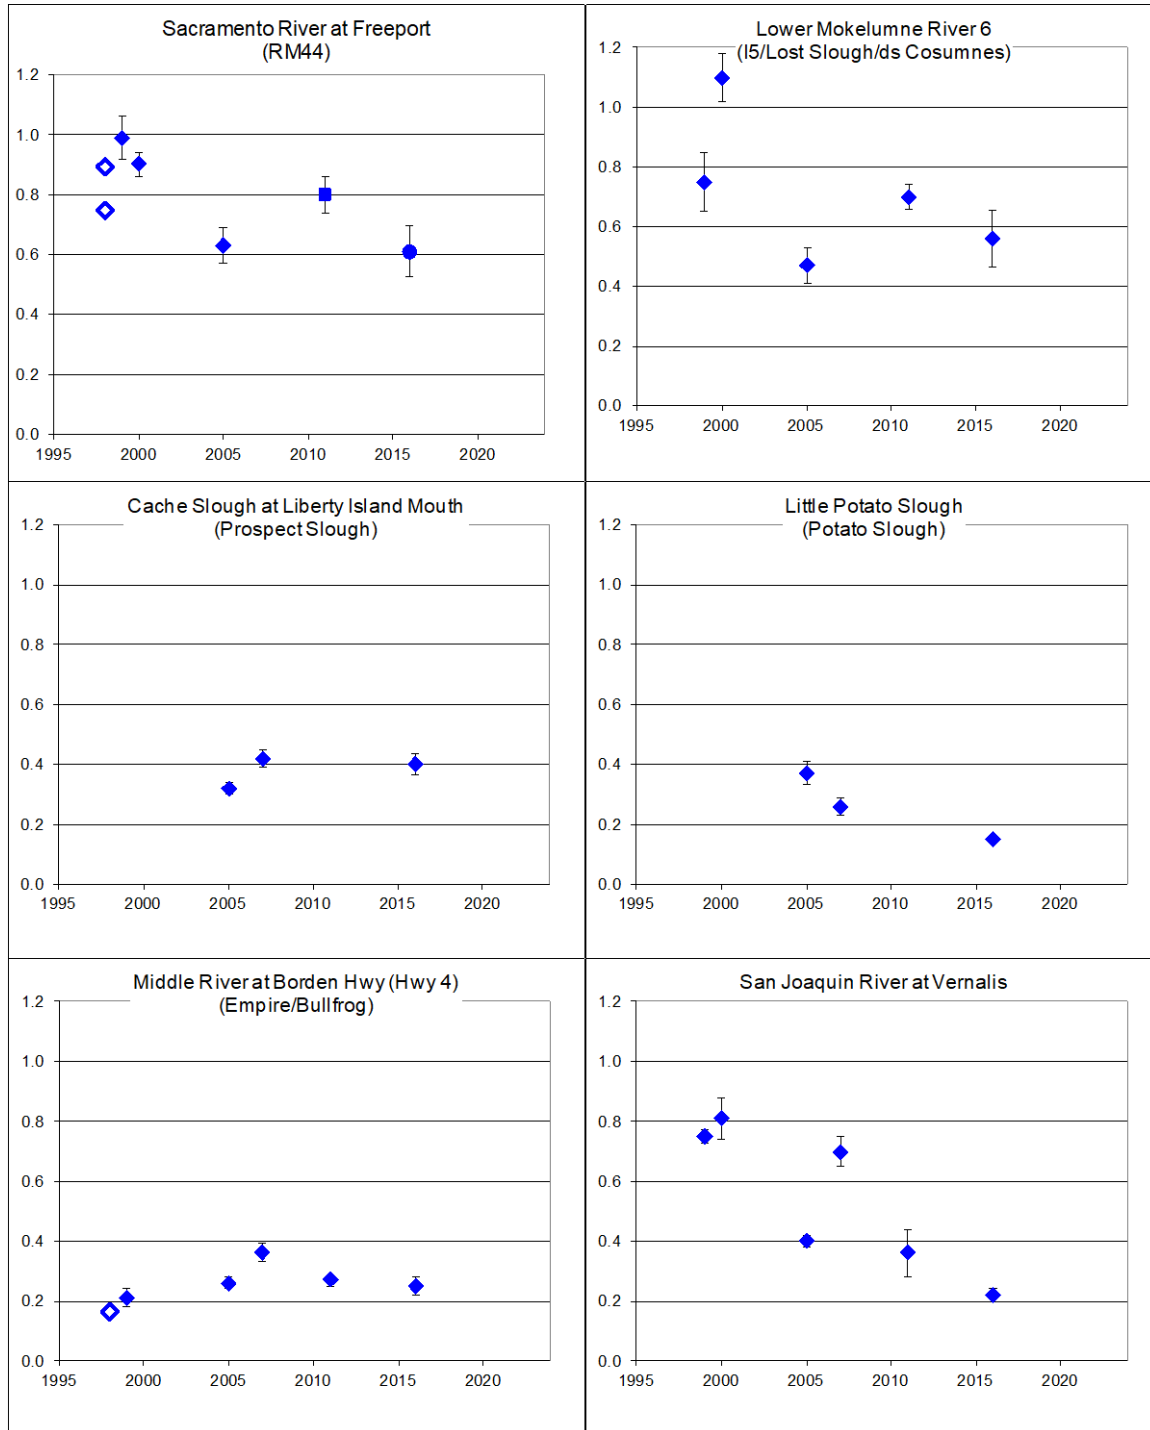 Sacramento River at Freeport
(RM44)
1.2
1.0
0.8
0.6
0.4
0.2
0.0
1995 2000 2005 2010 2015 2020
Lower Mokelumne River 6
(I5/Lost Slough/ds Cosumnes)
1.2
1.0
0.8
0.6
0.4
0.2
0.0
1995 2000 2005 2010 2015 2020
Cache Slough at Liberty Island Mouth
(Prospect Slough)
1.2
1.0
0.8
0.6
0.4
0.2
0.0
1995 2000 2005 2010 2015 2020
Little Potato Slough
(Potato Slough)
1.2
1.0
0.8
0.6
0.4
0.2
0.0
1995 2000 2005 2010 2015 2020
Middle River at Borden Hwy (Hwy 4)
(Empire/Bullfrog)
1.2
1.0
0.8
0.6
0.4
0.2
0.0
1995 2000 2005 2010 2015 2020
San Joaquin River at Vernalis
1.2
1.0
0.8
0.6
0.4
0.2
0.0
1995 2000 2005 2010 2015 2020